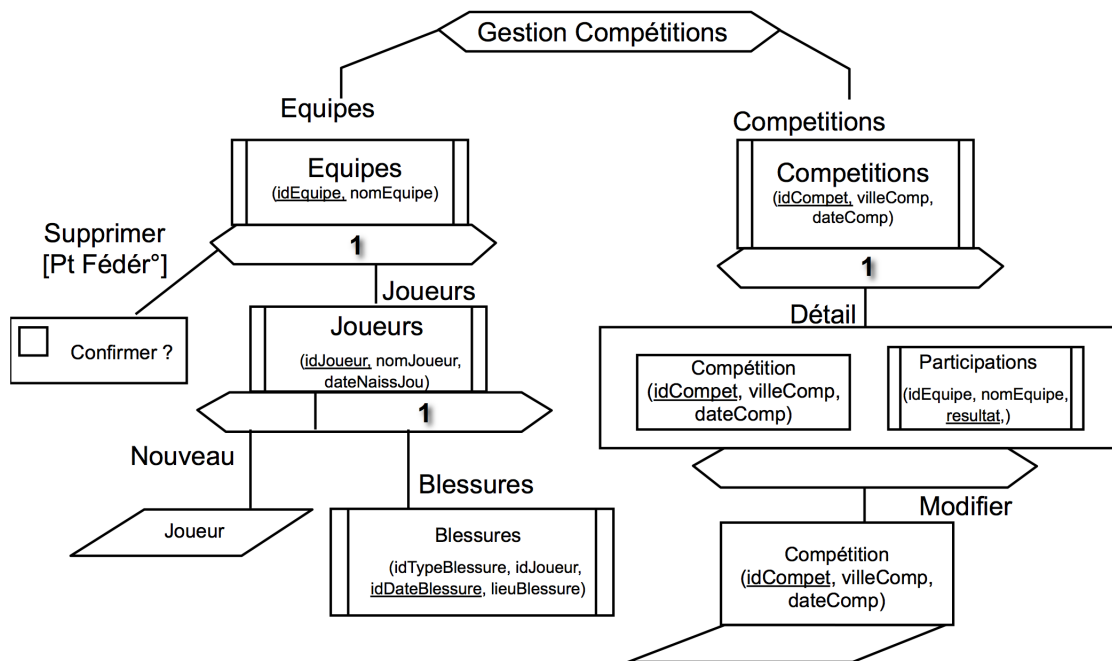 Gestion Compétitions
Equipes
Equipes
(idEquipe, nomEquipe)
1
Supprimer
[Pt Fédér°]
Confirmer ?
Joueurs
Joueurs
(idJoueur, nomJoueur,
dateNaissJou)
1
Nouveau
Joueur
Blessures
Blessures
(idTypeBlessure, idJoueur,
idDateBlessure, lieuBlessure)
Competitions
Competitions
(idCompet, villeComp,
dateComp)
1
Détail
Compétition
(idCompet, villeComp,
dateComp)
Participations
(idEquipe, nomEquipe,
resultat,)
Modifier
Compétition
(idCompet, villeComp,
dateComp)